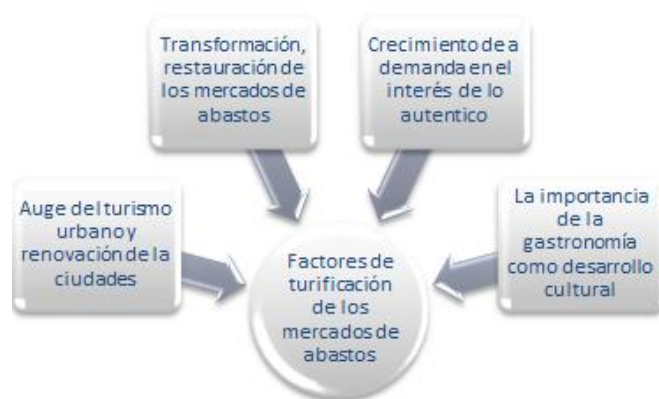 Transformación,
restauración de
los mercados de
abastos
Crecimiento de a
demanda en el
interés de lo
autentico
Auge del turismo
urbano y
renovación de la
ciudades
La importancia
de la
gastronomía
como desarrollo
cultural
Factores de
turificación
de los
mercados de
abastos